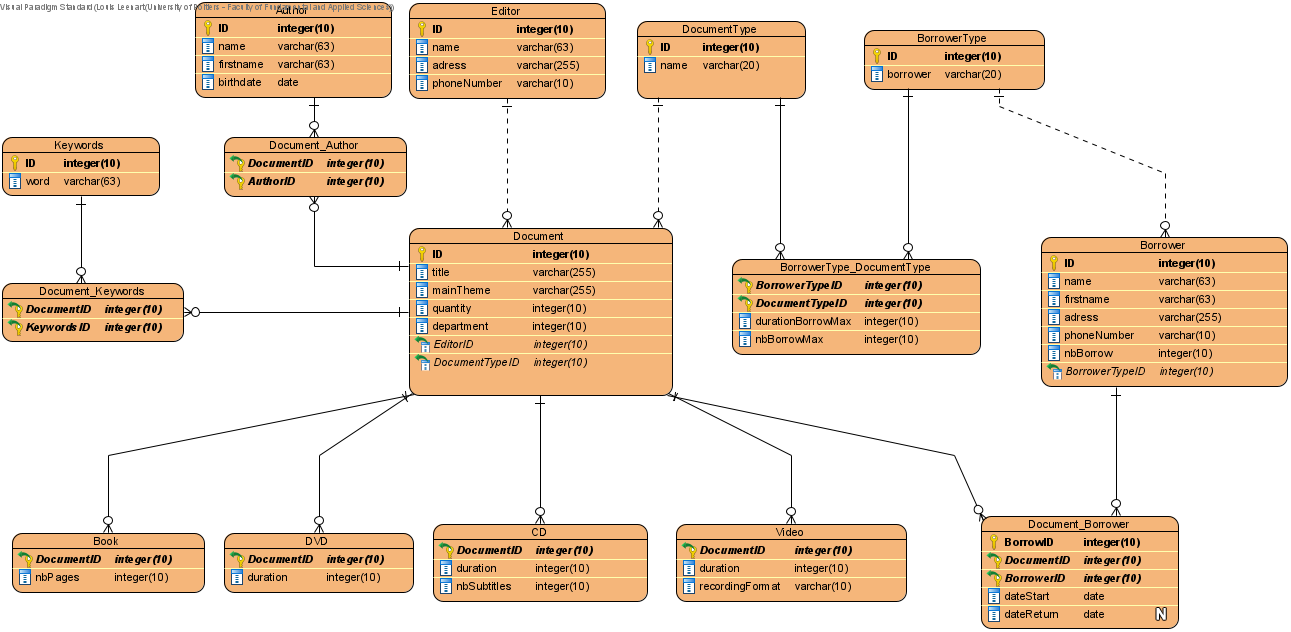 Visual Paradigm Standard (Louis Leenart(University of Poitiers - Faculty of Fundamental and Applied Sciences))
Author
ID integer(10)
name varchar(63)
firstname varchar(63)
birthdate date
Editor
ID integer(10)
name varchar(63)
adress varchar(255)
phoneNumber varchar(10)
DocumentType
ID integer(10)
name varchar(20)
BorrowerType
ID integer(10)
borrower varchar(20)
Keywords
ID integer(10)
word varchar(63)
Document_Author
DocumentID integer(10)
AuthorID integer(10)
Document
ID integer(10)
title varchar(255)
mainTheme varchar(255)
quantity integer(10)
department integer(10)
EditorID integer(10)
DocumentTypeID integer(10)
BorrowerType_DocumentType
BorrowerTypeID integer(10)
DocumentTypeID integer(10)
durationBorrowMax integer(10)
nbBorrowMax integer(10)
Borrower
ID integer(10)
name varchar(63)
firstname varchar(63)
adress varchar(255)
phoneNumber varchar(10)
nbBorrow integer(10)
BorrowerTypeID integer(10)
Document_Keywords
DocumentID integer(10)
KeywordsID integer(10)
Book
DocumentID integer(10)
nbPages integer(10)
DVD
DocumentID integer(10)
duration integer(10)
CD
DocumentID integer(10)
duration integer(10)
nbSubtitles integer(10)
Video
DocumentID integer(10)
duration integer(10)
recordingFormat varchar(10)
Document_Borrower
BorrowID integer(10)
DocumentID integer(10)
BorrowerID integer(10)
dateStart date
dateReturn date N